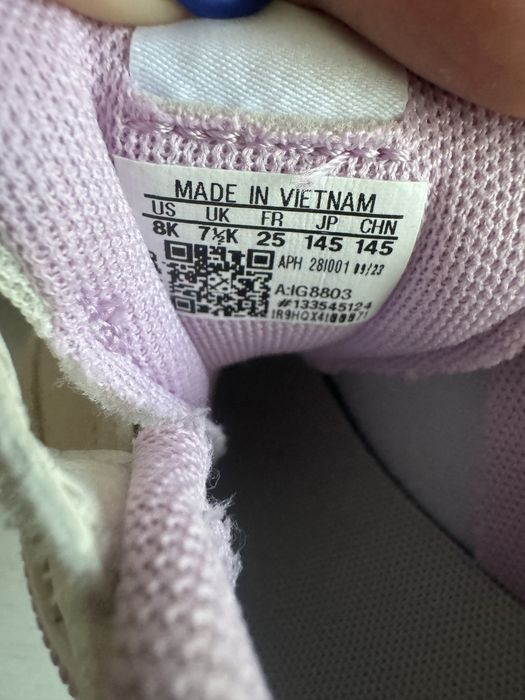 MADE IN VIETNAM
US UK FR JP CHN
8K 7½K 25 145 145
APH 281001 09/23
A:IG8803
#133545124